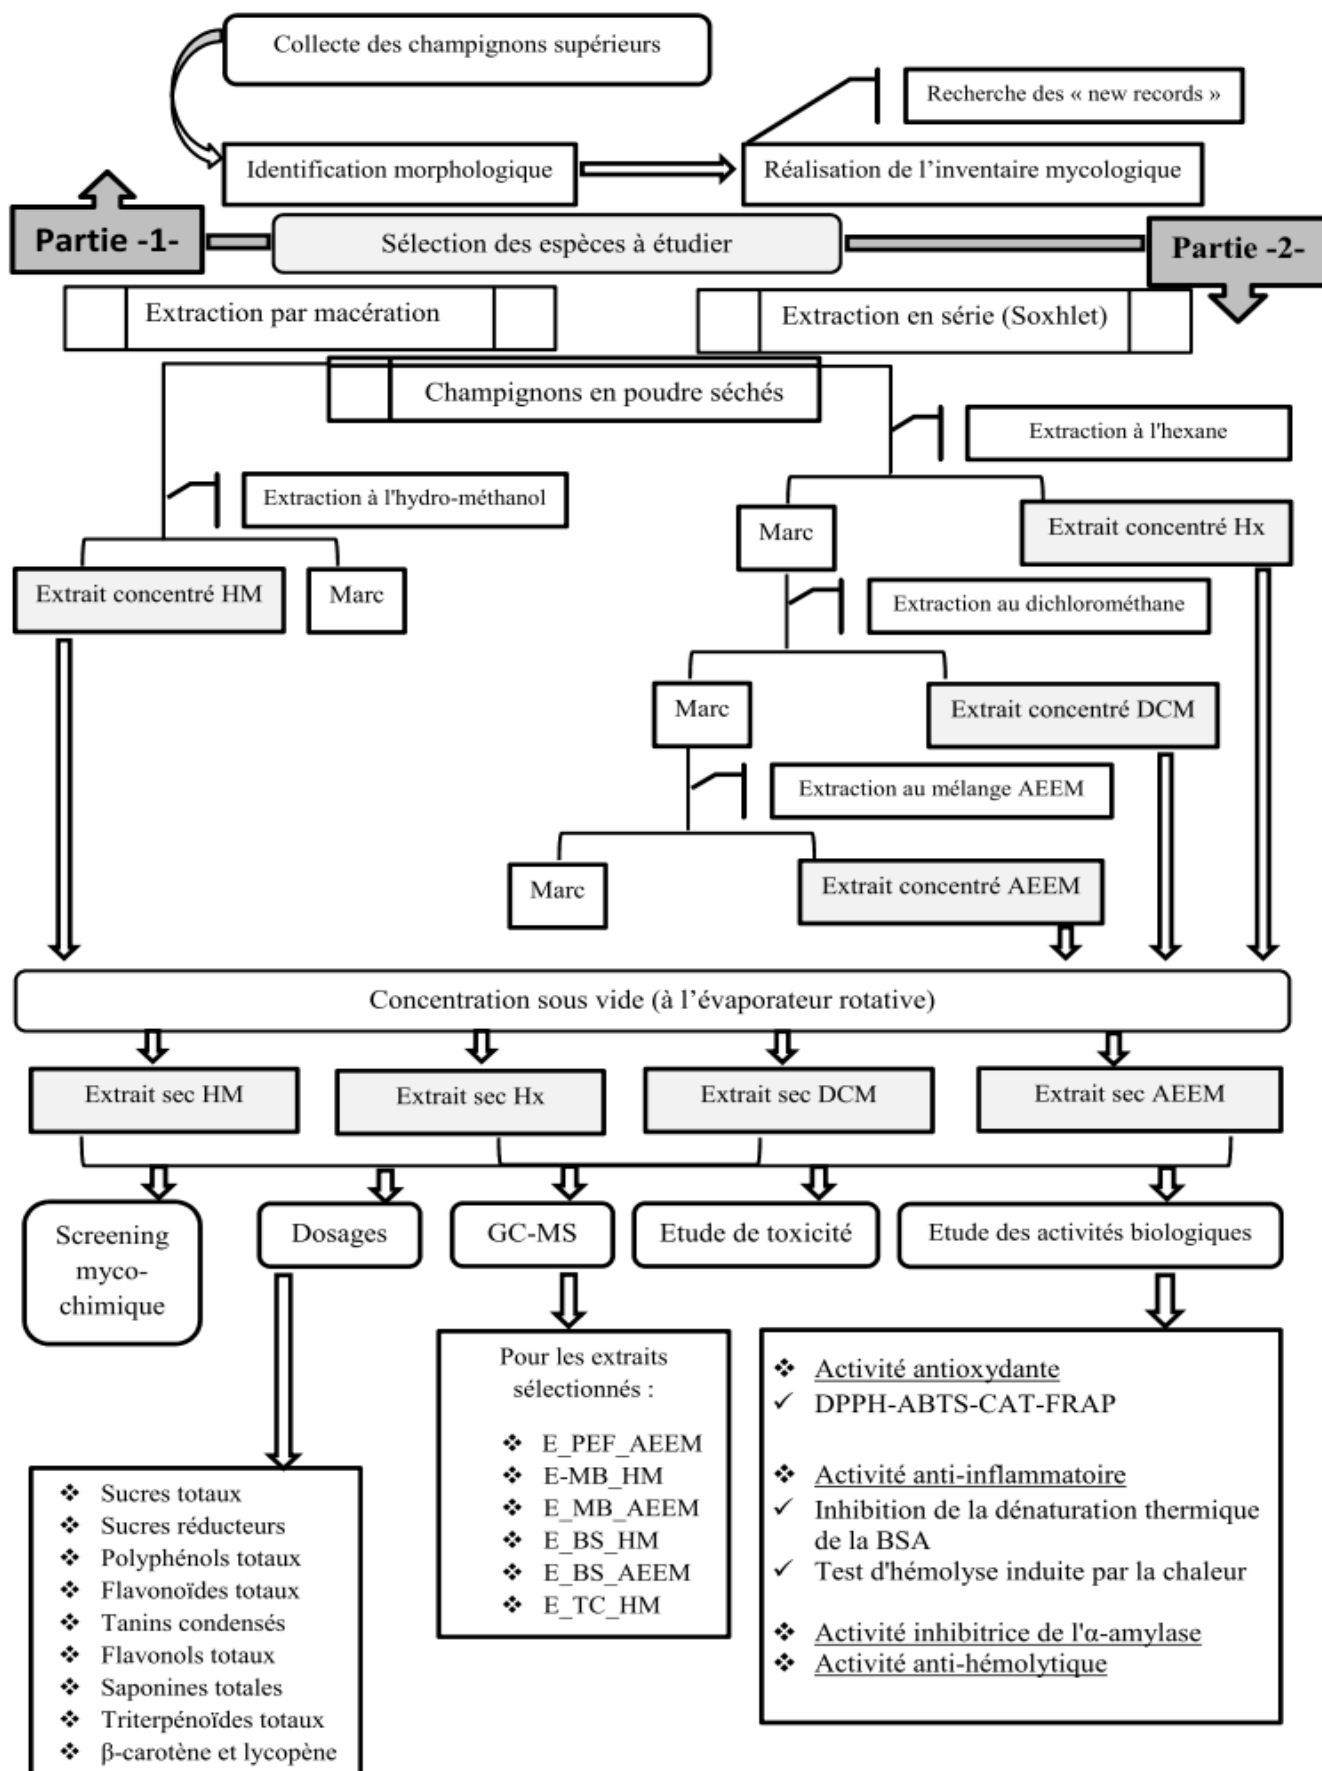 Collecte des champignons supérieurs
Recherche des « new records »
Identification morphologique
Réalisation de l’inventaire mycologique
Partie -1-
Sélection des espèces à étudier
Partie -2-
Extraction par macération
Extraction en série (Soxhlet)
Champignons en poudre séchés
Extraction à l'hexane
Extraction à l'hydro-méthanol
Marc
Extrait concentré Hx
Extrait concentré HM
Marc
Extraction au dichlorométhane
Marc
Extrait concentré DCM
Extraction au mélange AEEM
Marc
Extrait concentré AEEM
Concentration sous vide (à l’évaporateur rotative)
Extrait sec HM
Extrait sec Hx
Extrait sec DCM
Extrait sec AEEM
Screening
myco-
chimique
Dosages
GC-MS
Etude de toxicité
Etude des activités biologiques
Pour les extraits
sélectionnés :
❖ E_PEF_AEEM
❖ E-MB_HM
❖ E_MB_AEEM
❖ E_BS_HM
❖ E_BS_AEEM
❖ E_TC_HM
❖ Activité antioxydante
✓ DPPH-ABTS-CAT-FRAP
❖ Activité anti-inflammatoire
✓ Inhibition de la dénaturation thermique
de la BSA
✓ Test d'hémolyse induite par la chaleur
❖ Activité inhibitrice de l'α-amylase
❖ Activité anti-hémolytique
❖ Sucres totaux
❖ Sucres réducteurs
❖ Polyphénols totaux
❖ Flavonoïdes totaux
❖ Tanins condensés
❖ Flavonols totaux
❖ Saponines totales
❖ Triterpénoïdes totaux
❖ β-carotène et lycopène